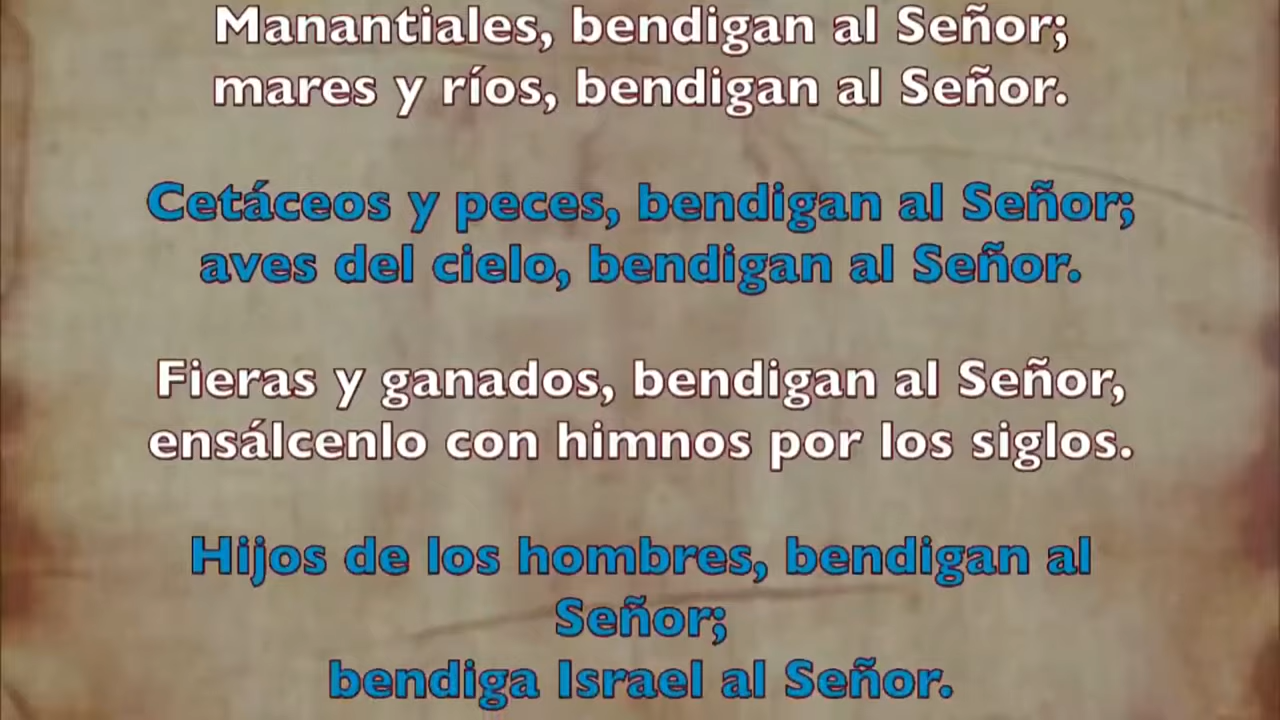 Manantiales, bendigan al Señor;
mares y ríos, bendigan al Señor.
Cetáceos y peces, bendigan al Señor;
aves del cielo, bendigan al Señor.
Fieras y ganados, bendigan al Señor,
ensálcenlo con himnos por los siglos.
Hijos de los hombres, bendigan al
Señor;
bendiga Israel al Señor.